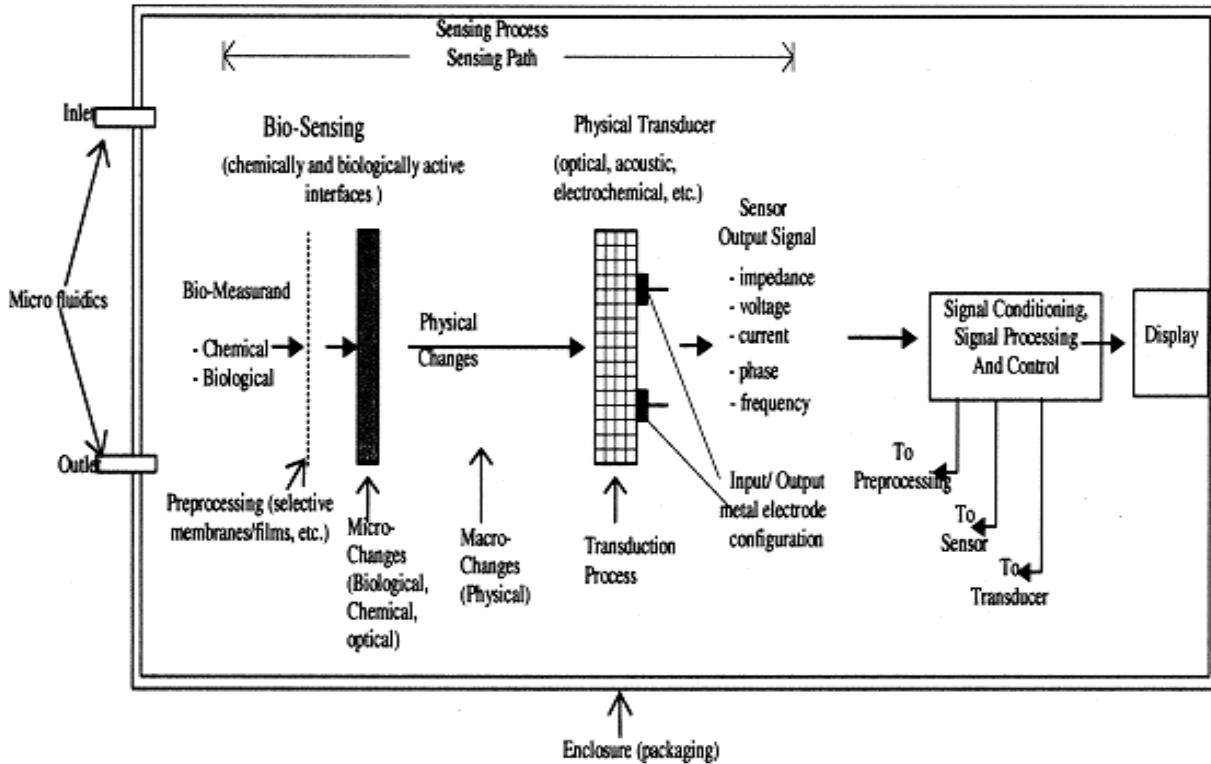 Sensing Process
Sensing Path
Inlet
Bio-Sensing
(chemically and biologically active
interfaces )
Physical Transducer
(optical, acoustic,
electrochemical, etc.)
Sensor
Output Signal
- impedance
- voltage
- current
- phase
- frequency
Micro fluidics
Bio-Measurand
- Chemical
- Biological
Physical
Changes
Signal Conditioning,
Signal Processing
And Control
Display
Outlet
Preprocessing (selective
membranes/films, etc.)
Micro-
Changes
(Biological,
Chemical,
optical)
Macro-
Changes
(Physical)
Transduction
Process
Input/ Output
metal electrode
configuration
To
Preprocessing
To
Sensor
To
Transducer
Enclosure (packaging)